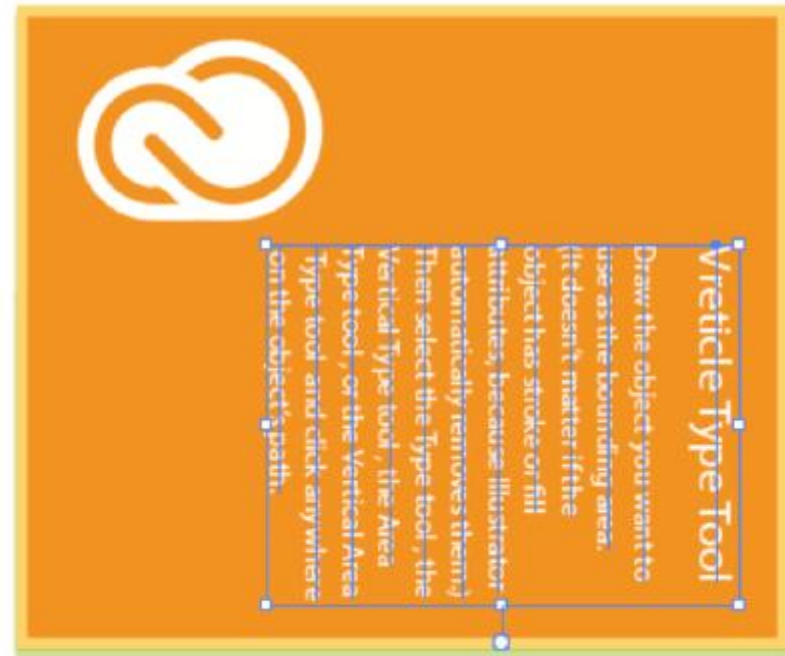 Vreticle Type Tool
Draw the object you want to
use as the bounding area.
(It doesn't matter if the
object has stroke or fill
attributes, because Illustrator
automatically removes them.)
Then select the Type tool , the
Vertical Type tool , the Area
Type tool , or the Vertical Area
Type tool and click anywhere
on the object's path.